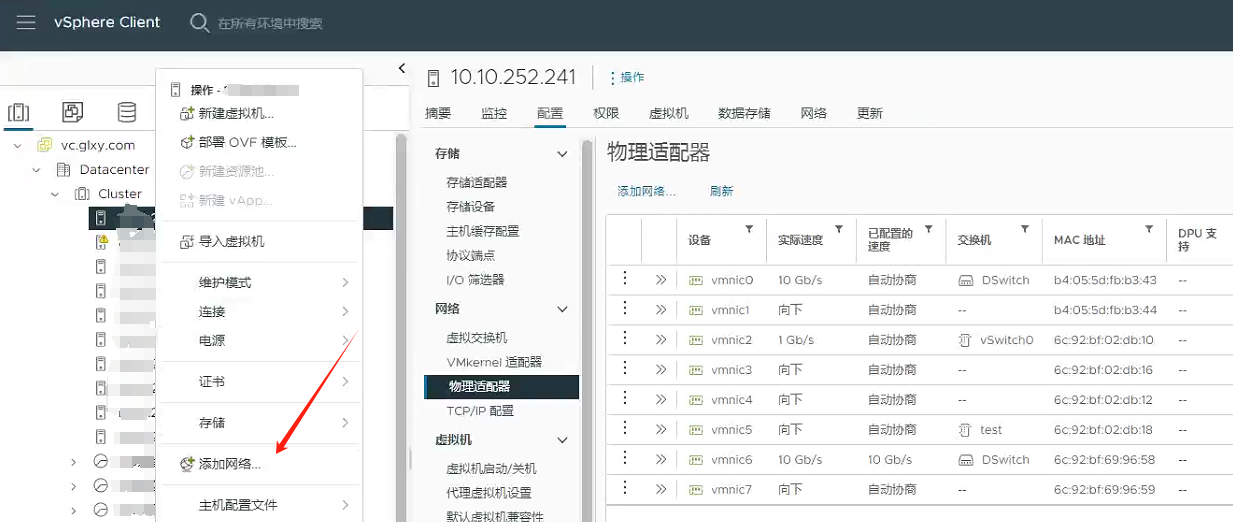 vSphere Client
在所有环境中搜索
vc.glxy.com
Datacenter
Cluster
操作 -
新建虚拟机...
部署 OVF 模板...
新建资源池...
新建 vApp...
导入虚拟机
维护模式
连接
电源
证书
存储
添加网络...
主机配置文件
10.10.252.241
操作
摘要 监控 配置 权限 虚拟机 数据存储 网络 更新
存储
存储适配器
存储设备
主机缓存配置
协议端点
I/O 筛选器
网络
虚拟交换机
VMkernel 适配器
物理适配器
TCP/IP 配置
虚拟机
虚拟机启动/关机
代理虚拟机设置
默认虚拟机兼容性
物理适配器
添加网络... 刷新
设备 实际速度 已配置的速度 交换机 MAC 地址 DPU 支持
vmnic0 10 Gb/s 自动协商 DSwitch b4:05:5d:fb:b3:43 --
vmnic1 向下 自动协商 -- b4:05:5d:fb:b3:44 --
vmnic2 1 Gb/s 自动协商 vSwitch0 6c:92:bf:02:db:10 --
vmnic3 向下 自动协商 -- 6c:92:bf:02:db:16 --
vmnic4 向下 自动协商 -- 6c:92:bf:02:db:12 --
vmnic5 向下 自动协商 test 6c:92:bf:02:db:18 --
vmnic6 10 Gb/s 10 Gb/s DSwitch 6c:92:bf:69:96:58 --
vmnic7 向下 自动协商 -- 6c:92:bf:69:96:59 --